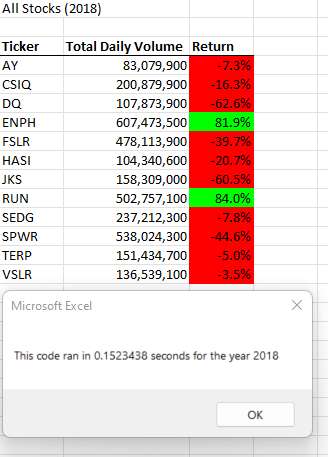 All Stocks (2018)
Ticker Total Daily Volume Return
AY 83,079,900 -7.3%
CSIQ 200,879,900 -16.3%
DQ 107,873,900 -62.6%
ENPH 607,473,500 81.9%
FSLR 478,113,900 -39.7%
HASI 104,340,600 -20.7%
JKS 158,309,000 -60.5%
RUN 502,757,100 84.0%
SEDG 237,212,300 -7.8%
SPWR 538,024,300 -44.6%
TERP 151,434,700 -5.0%
VSLR 136,539,100 -3.5%
Microsoft Excel
This code ran in 0.1523438 seconds for the year 2018
OK